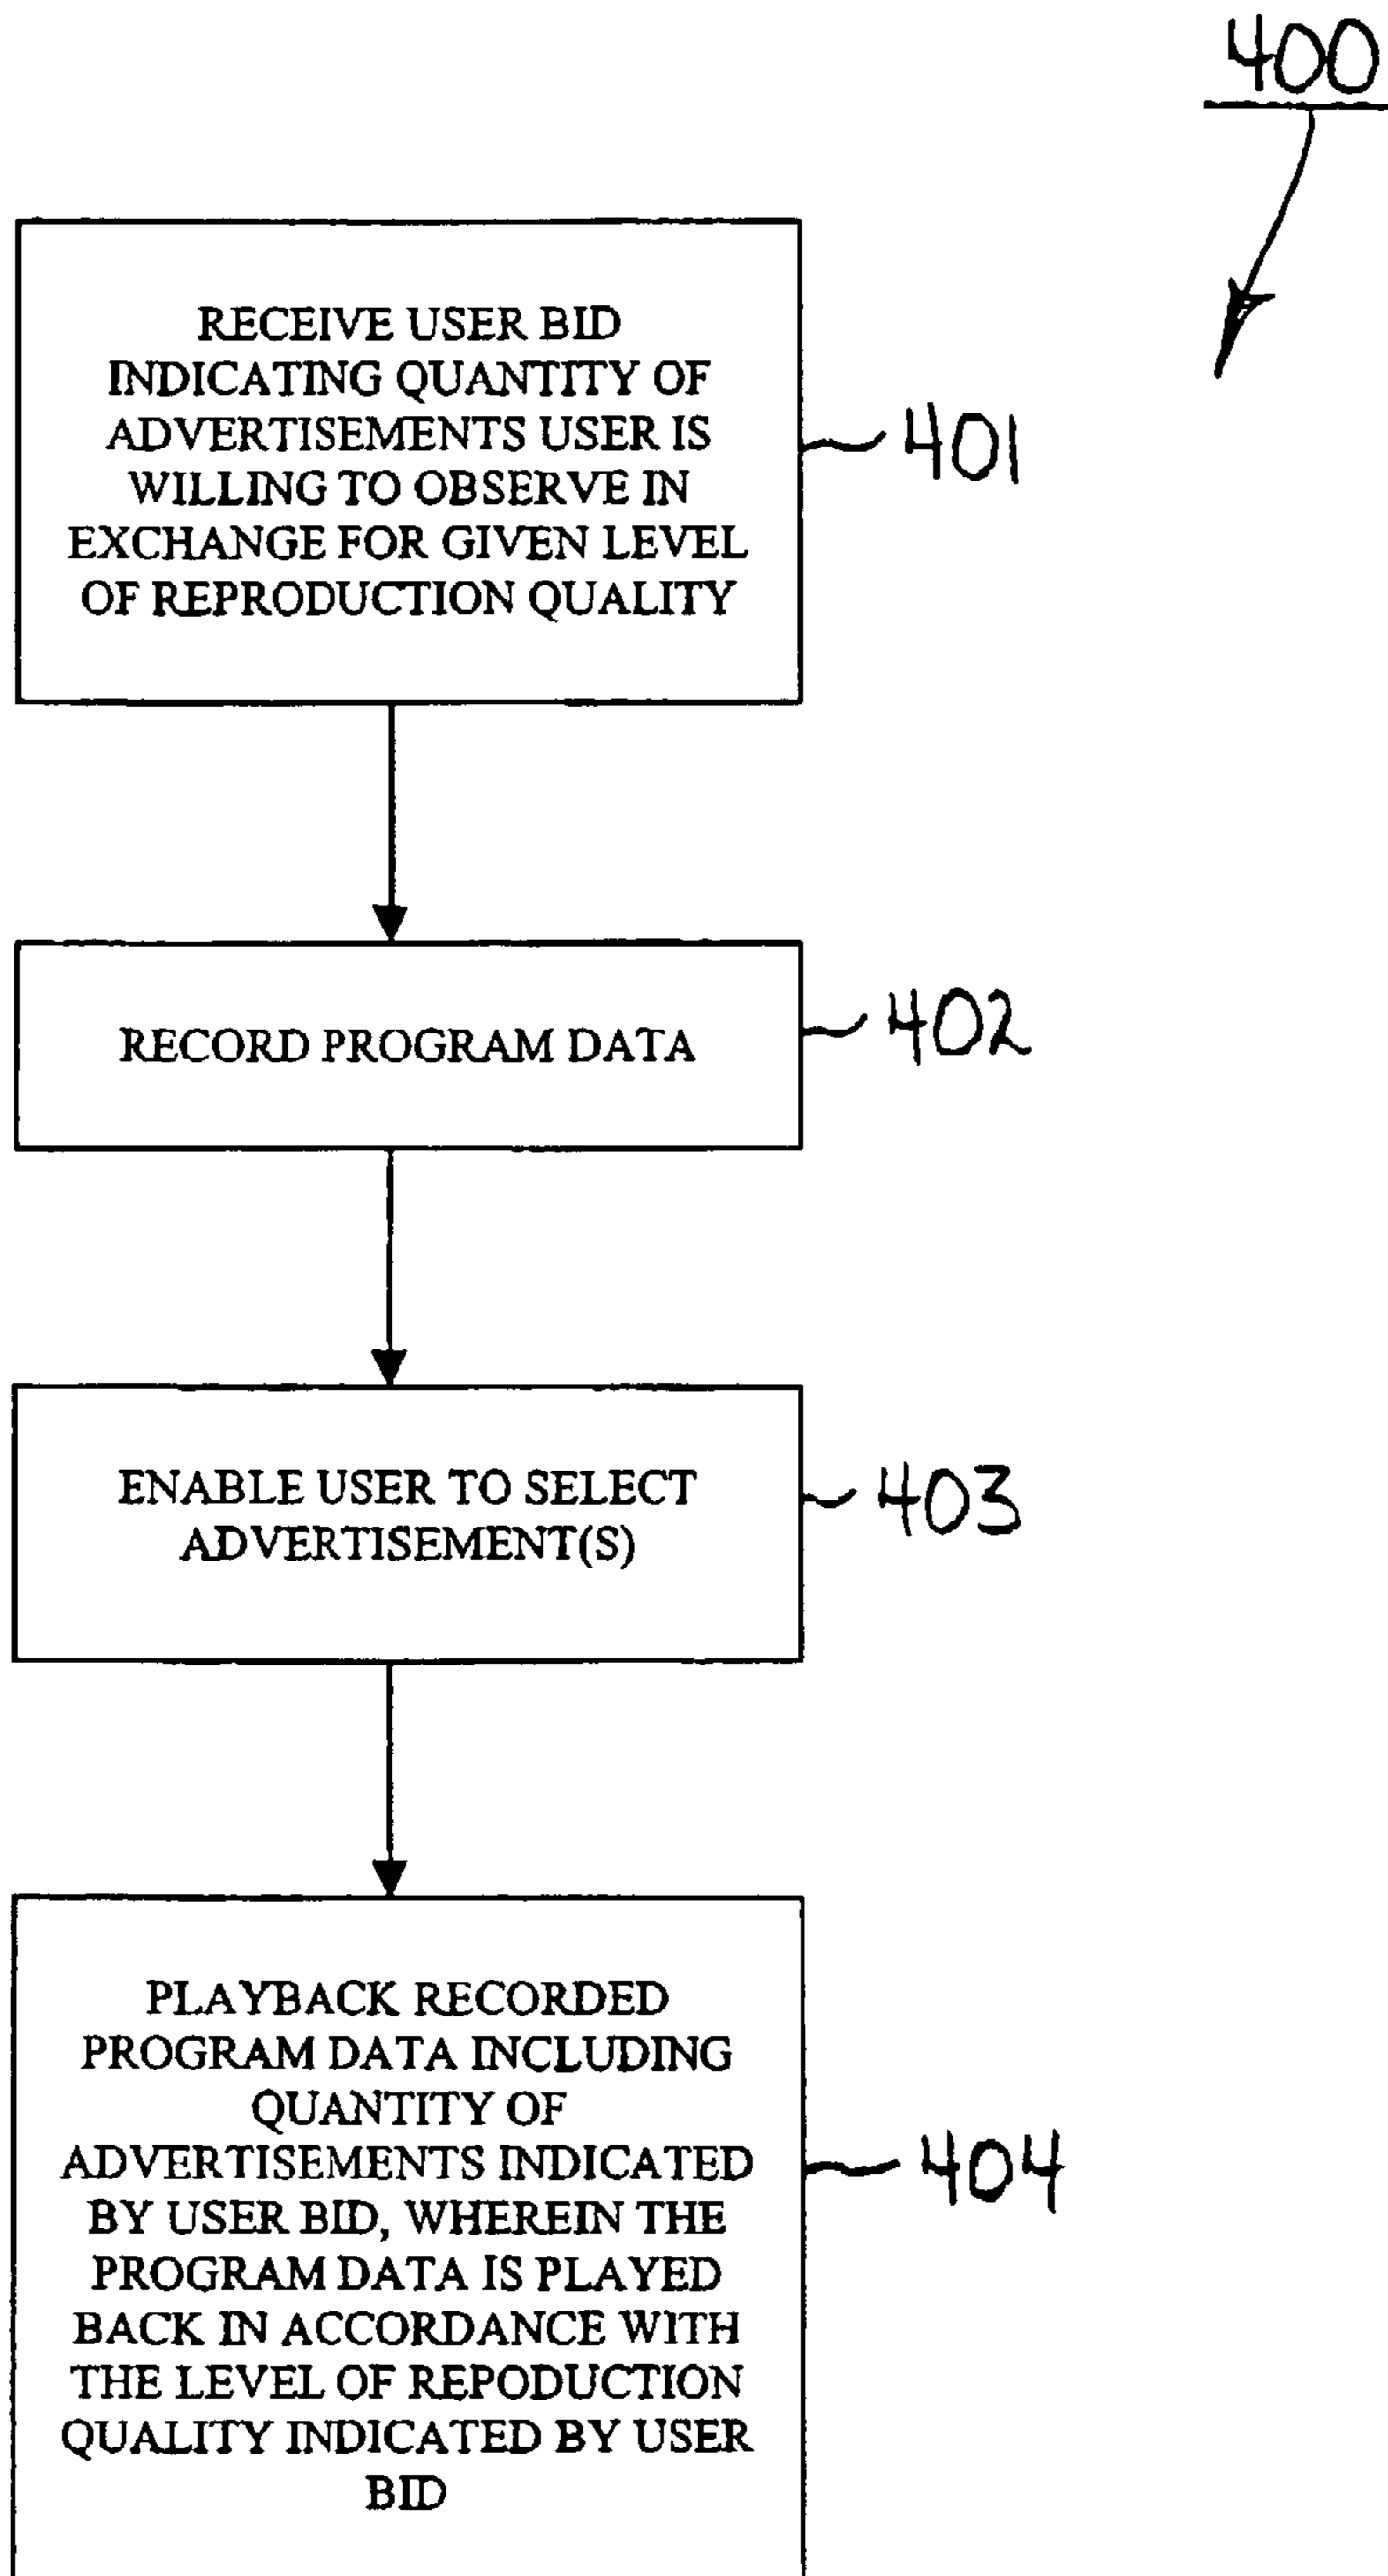 400
RECEIVE USER BID
INDICATING QUANTITY OF
ADVERTISEMENTS USER IS
WILLING TO OBSERVE IN
EXCHANGE FOR GIVEN LEVEL
OF REPRODUCTION QUALITY
401
RECORD PROGRAM DATA
402
ENABLE USER TO SELECT
ADVERTISEMENT(S)
403
PLAYBACK RECORDED
PROGRAM DATA INCLUDING
QUANTITY OF
ADVERTISEMENTS INDICATED
BY USER BID, WHEREIN THE
PROGRAM DATA IS PLAYED
BACK IN ACCORDANCE WITH
THE LEVEL OF REPODUCTION
QUALITY INDICATED BY USER
BID
404